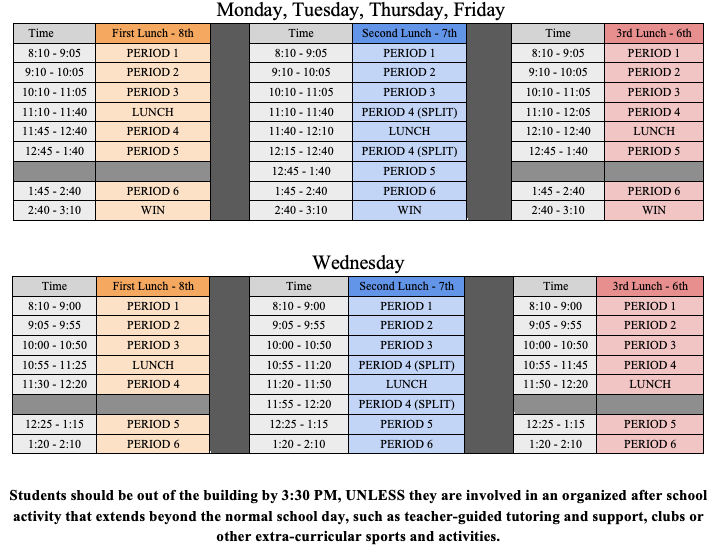 Monday, Tuesday, Thursday, Friday
Time First Lunch - 8th Time Second Lunch - 7th Time 3rd Lunch - 6th
8:10 - 9:05 PERIOD 1 8:10 - 9:05 PERIOD 1 8:10 - 9:05 PERIOD 1
9:10 - 10:05 PERIOD 2 9:10 - 10:05 PERIOD 2 9:10 - 10:05 PERIOD 2
10:10 - 11:05 PERIOD 3 10:10 - 11:05 PERIOD 3 10:10 - 11:05 PERIOD 3
11:10 - 11:40 LUNCH 11:10 - 11:40 PERIOD 4 (SPLIT) 11:10 - 12:05 PERIOD 4
11:45 - 12:40 PERIOD 4 11:40 - 12:10 LUNCH 12:10 - 12:40 LUNCH
12:45 - 1:40 PERIOD 5 12:15 - 12:40 PERIOD 4 (SPLIT) 12:45 - 1:40 PERIOD 5
12:45 - 1:40 PERIOD 5
1:45 - 2:40 PERIOD 6 1:45 - 2:40 PERIOD 6 1:45 - 2:40 PERIOD 6
2:40 - 3:10 WIN 2:40 - 3:10 WIN 2:40 - 3:10 WIN
Wednesday
Time First Lunch - 8th Time Second Lunch - 7th Time 3rd Lunch - 6th
8:10 - 9:00 PERIOD 1 8:10 - 9:00 PERIOD 1 8:10 - 9:00 PERIOD 1
9:05 - 9:55 PERIOD 2 9:05 - 9:55 PERIOD 2 9:05 - 9:55 PERIOD 2
10:00 - 10:50 PERIOD 3 10:00 - 10:50 PERIOD 3 10:00 - 10:50 PERIOD 3
10:55 - 11:25 LUNCH 10:55 - 11:20 PERIOD 4 (SPLIT) 10:55 - 11:45 PERIOD 4
11:30 - 12:20 PERIOD 4 11:20 - 11:50 LUNCH 11:50 - 12:20 LUNCH
11:55 - 12:20 PERIOD 4 (SPLIT)
12:25 - 1:15 PERIOD 5 12:25 - 1:15 PERIOD 5 12:25 - 1:15 PERIOD 5
1:20 - 2:10 PERIOD 6 1:20 - 2:10 PERIOD 6 1:20 - 2:10 PERIOD 6
Students should be out of the building by 3:30 PM, UNLESS they are involved in an organized after school
activity that extends beyond the normal school day, such as teacher-guided tutoring and support, clubs or
other extra-curricular sports and activities.